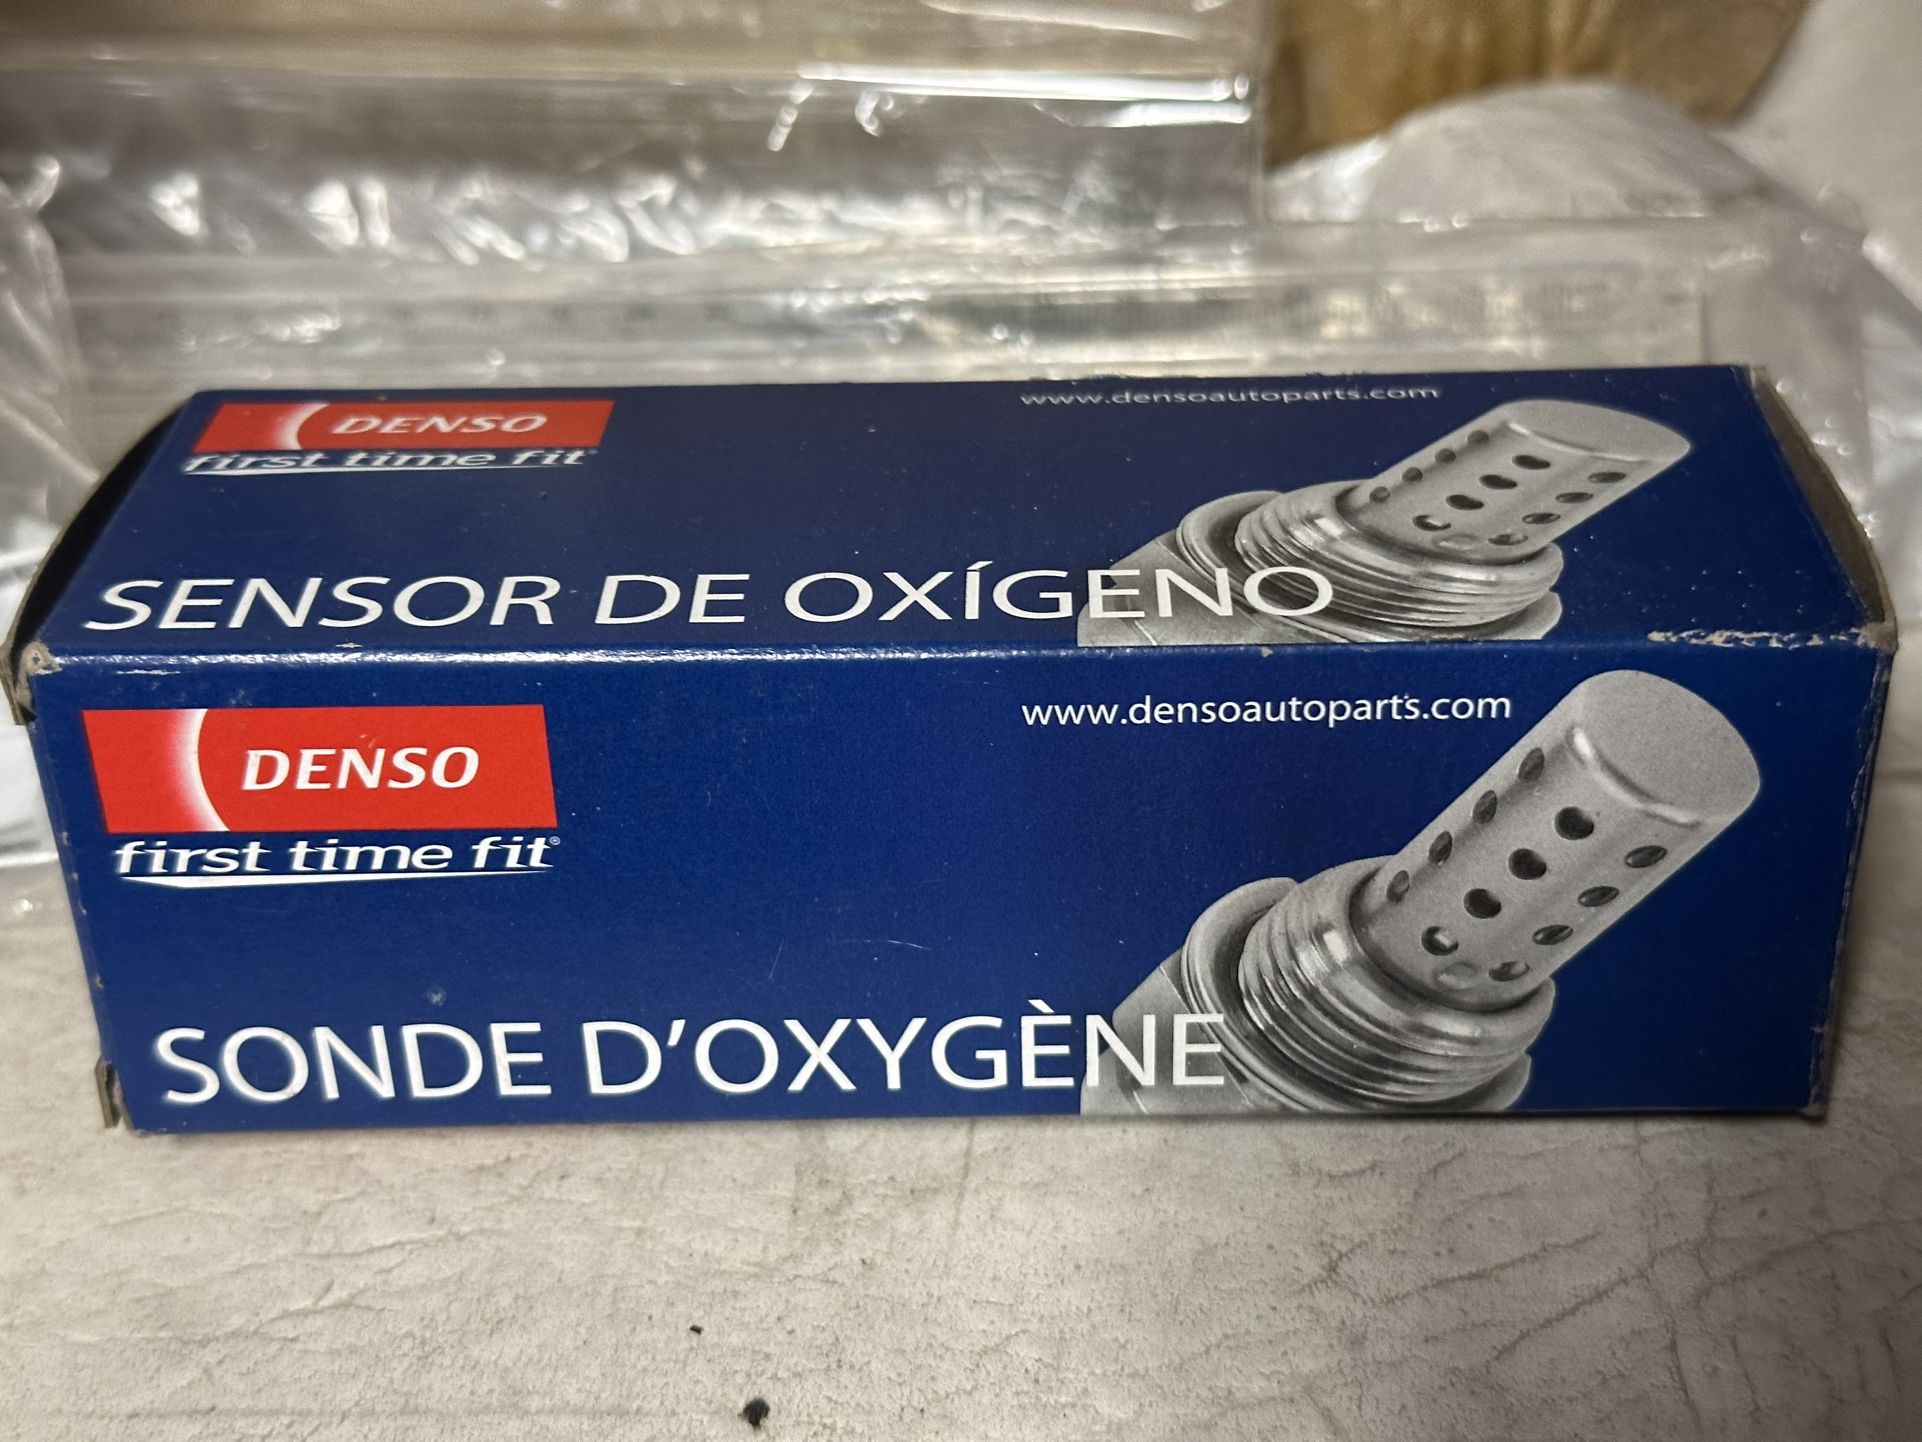 DENSO
first time fit
www.densoautoparts.com
SENSOR DE OXÍGENO
DENSO
first time fit®
www.densoautoparts.com
SONDE D'OXYGÈNE